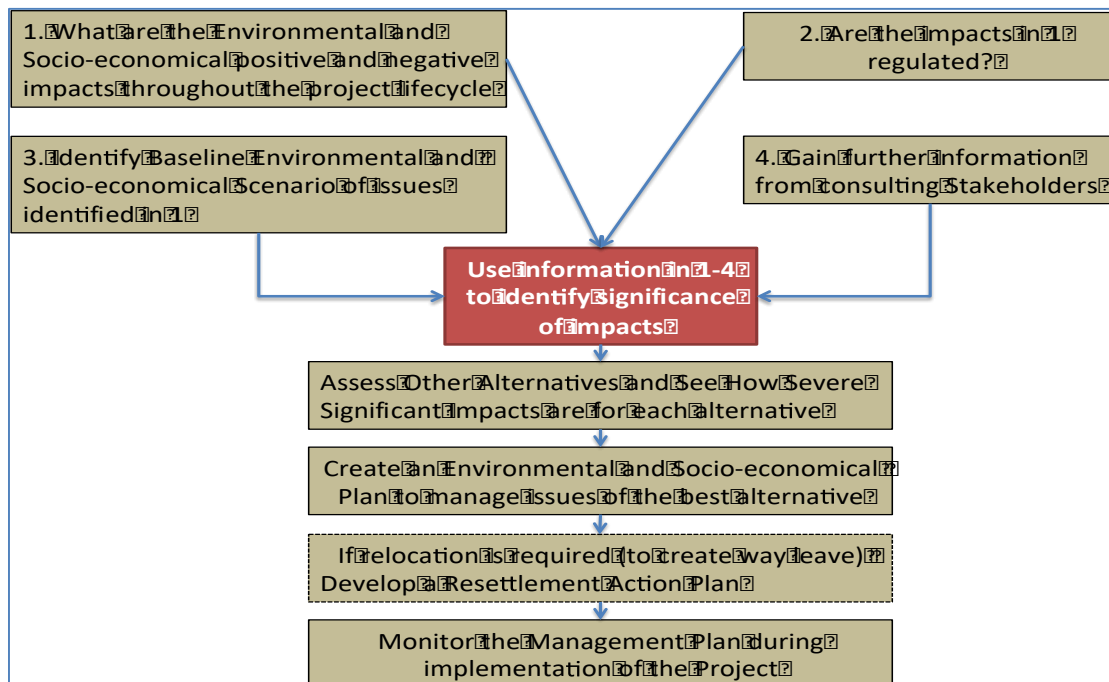 1. What are the Environmental and
Socio-economical positive and negative
impacts throughout the project lifecycle
2. Are the impacts in 1
regulated?
3. Identify Baseline Environmental and
Socio-economical Scenario of issues
identified in 1
4. Gain further information
from consulting Stakeholders
Use information in 1-4
to identify significance
of impacts
Assess Other Alternatives and See How Severe
Significant Impacts are for each alternative
Create an Environmental and Socio-economical
Plan to manage issues of the best alternative
If relocation is required (to create way leave)
Develop a Resettlement Action Plan
Monitor the Management Plan during
implementation of the Project